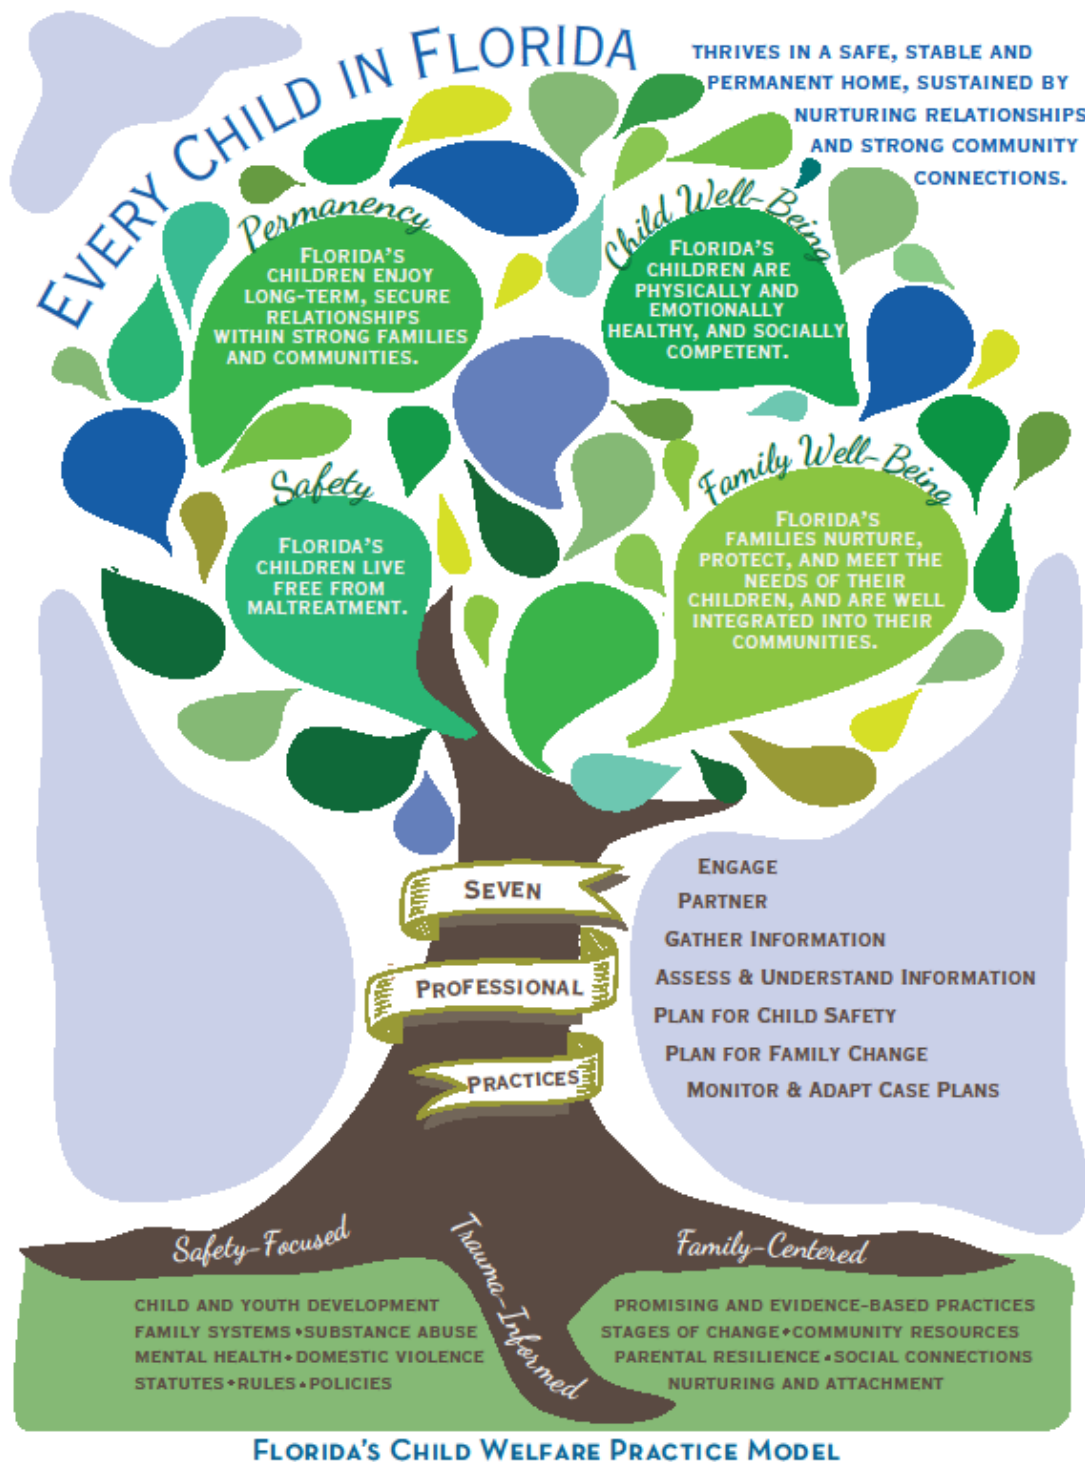 EVERY CHILD IN FLORIDA
THRIVES IN A SAFE, STABLE AND
PERMANENT HOME, SUSTAINED BY
NURTURING RELATIONSHIPS
AND STRONG COMMUNITY
CONNECTIONS.
Permanency
FLORIDA'S
CHILDREN ENJOY
LONG-TERM, SECURE
RELATIONSHIPS
WITHIN STRONG FAMILIES
AND COMMUNITIES.
Child Well-Being
FLORIDA'S
CHILDREN ARE
PHYSICALLY AND
EMOTIONALLY
HEALTHY, AND SOCIALLY
COMPETENT.
Safety
FLORIDA'S
CHILDREN LIVE
FREE FROM
MALTREATMENT.
Family Well-Being
FLORIDA'S
FAMILIES NURTURE,
PROTECT, AND MEET THE
NEEDS OF THEIR
CHILDREN, AND ARE WELL
INTEGRATED INTO THEIR
COMMUNITIES.
SEVEN
PROFESSIONAL
PRACTICES
ENGAGE
PARTNER
GATHER INFORMATION
ASSESS & UNDERSTAND INFORMATION
PLAN FOR CHILD SAFETY
PLAN FOR FAMILY CHANGE
MONITOR & ADAPT CASE PLANS
Safety-Focused
Trauma-Informed
Family-Centered
CHILD AND YOUTH DEVELOPMENT
FAMILY SYSTEMS•SUBSTANCE ABUSE
MENTAL HEALTH•DOMESTIC VIOLENCE
STATUTES•RULES•POLICIES
PROMISING AND EVIDENCE-BASED PRACTICES
STAGES OF CHANGE•COMMUNITY RESOURCES
PARENTAL RESILIENCE•SOCIAL CONNECTIONS
NURTURING AND ATTACHMENT
FLORIDA'S CHILD WELFARE PRACTICE MODEL